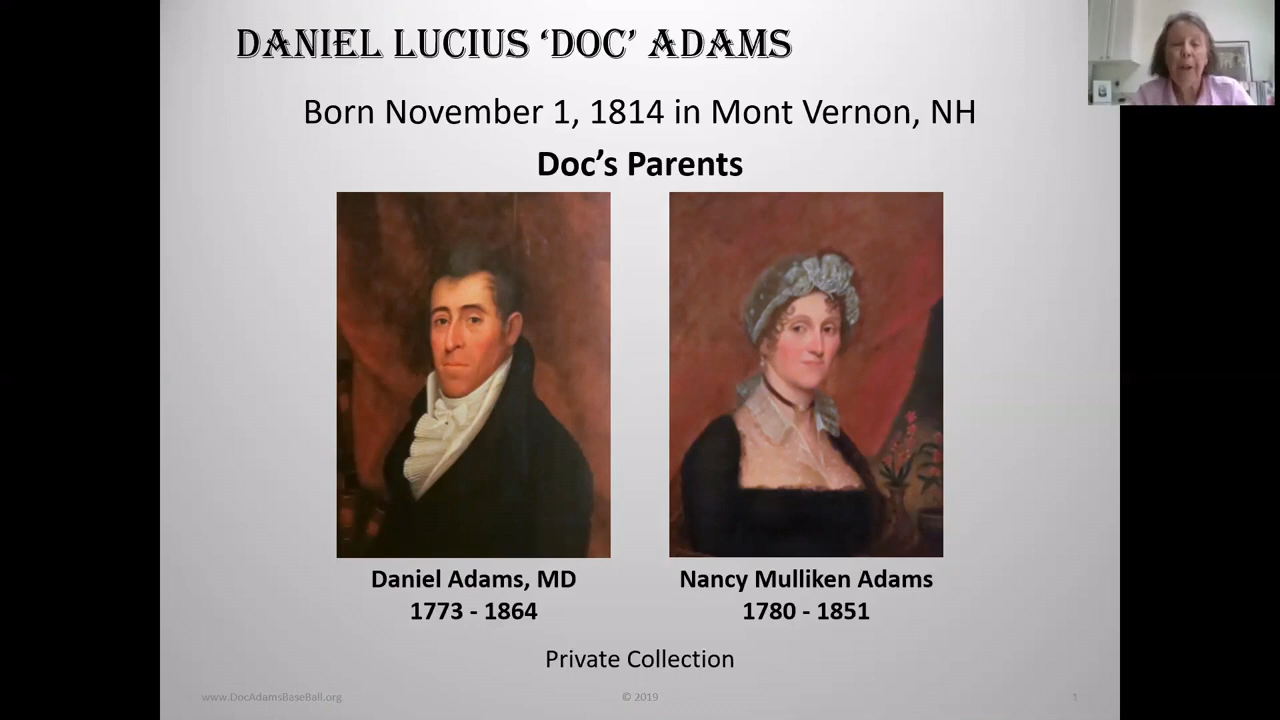 DANIEL LUCIUS ‘DOC’ ADAMS
Born November 1, 1814 in Mont Vernon, NH
Doc’s Parents
Daniel Adams, MD
1773 - 1864
Nancy Mulliken Adams
1780 - 1851
Private Collection
www.DocAdamsBaseBall.org
© 2019
1